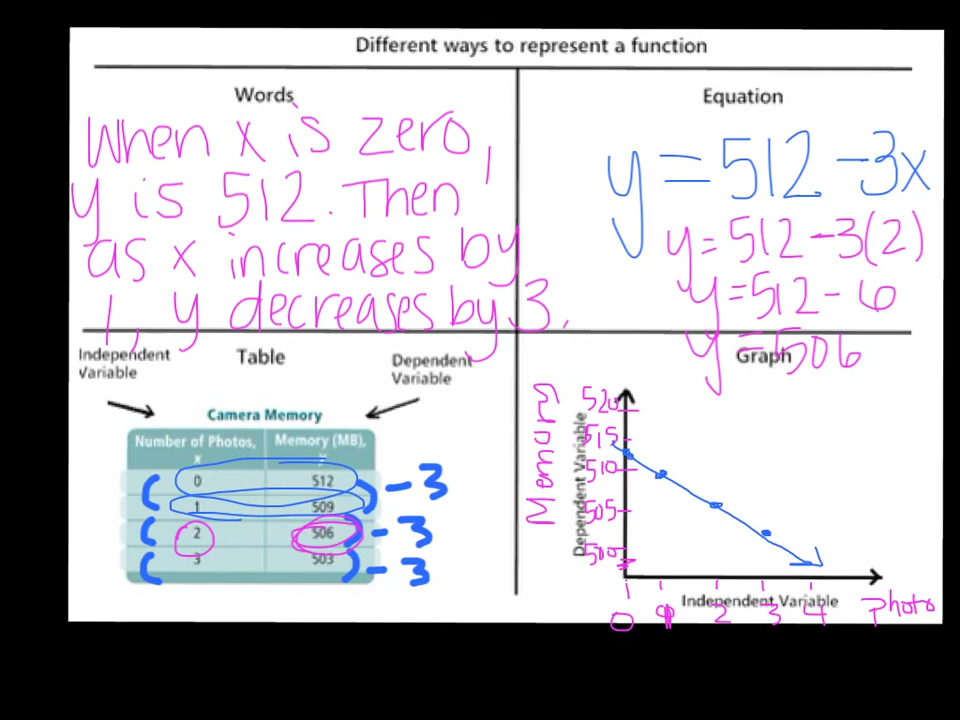 Different ways to represent a function
Words
When x is zero,
y is 512. Then
as x increases by
1, y decreases by 3.
Equation
y = 512 - 3x
y = 512 - 3(2)
y = 512 - 6
y = 506
Independent
Variable
Table
Dependent
Variable
Camera Memory
Number of Photos, x
Memory (MB), y
0 512
1 509
2 506
3 503
-3
-3
-3
Graph
Memory
Dependent Variable
520
515
510
505
500
Independent Variable
0 1 2 3 4
Photo